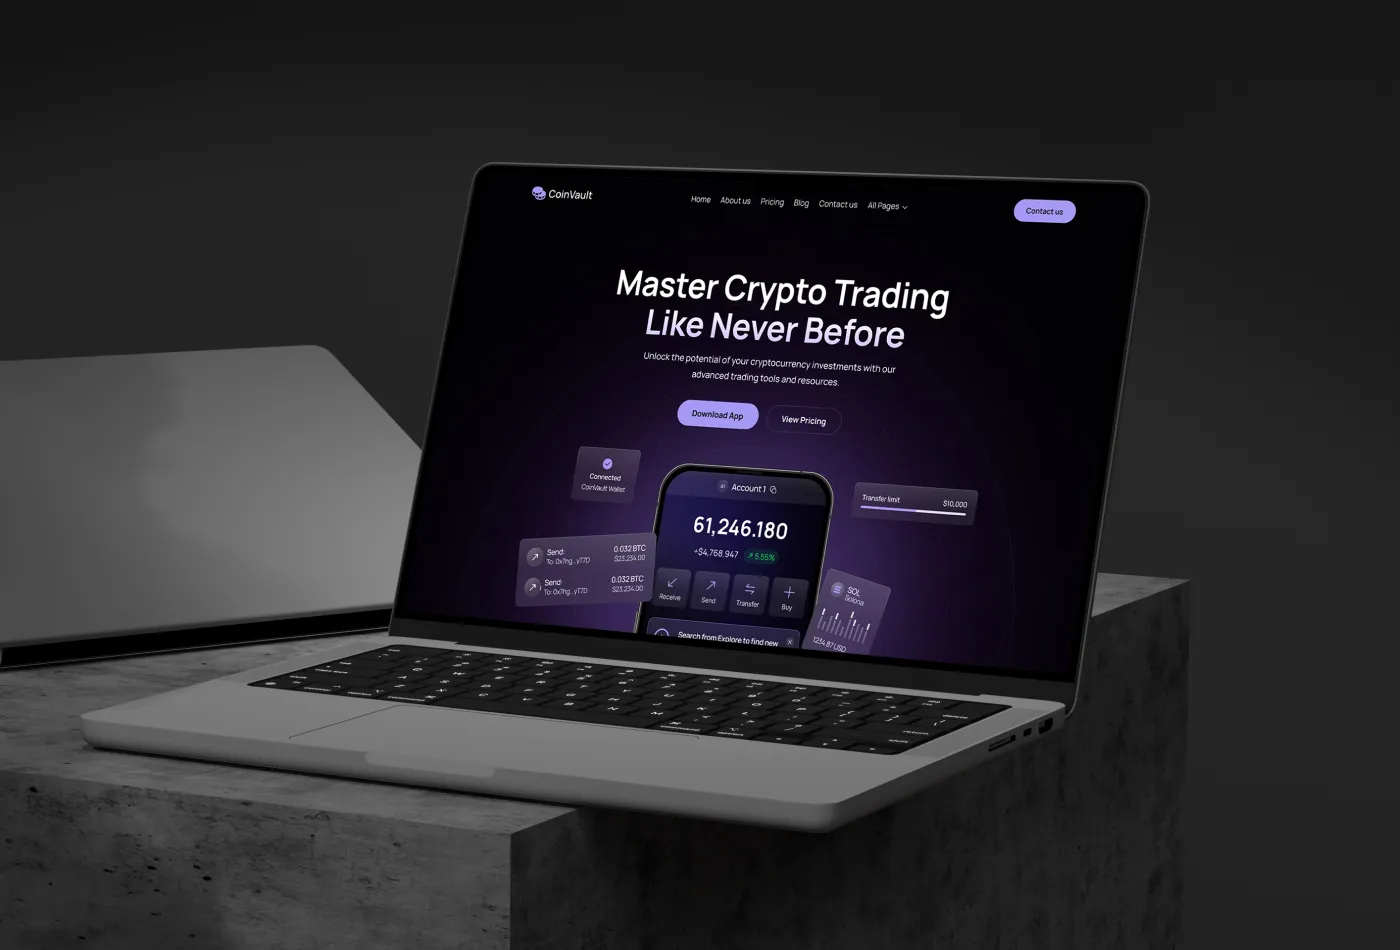 CoinVault
Home About us Pricing Blog Contact us All Pages
Contact us
Master Crypto Trading
Like Never Before
Unlock the potential of your cryptocurrency investments with our
advanced trading tools and resources.
Download App View Pricing
Connected
CoinVault Wallet
Account 1
61,246.180
+$4,768.947 5.55%
Receive Send Transfer Buy
Search from Explore to find new
Transfer limit $10,000
Send: 0.032 BTC
To: 0x7hg...yT7D $23,234.00
Send: 0.032 BTC
To: 0x7hg...yT7D $23,234.00
SOL
Solona
1234.87 USD
command option